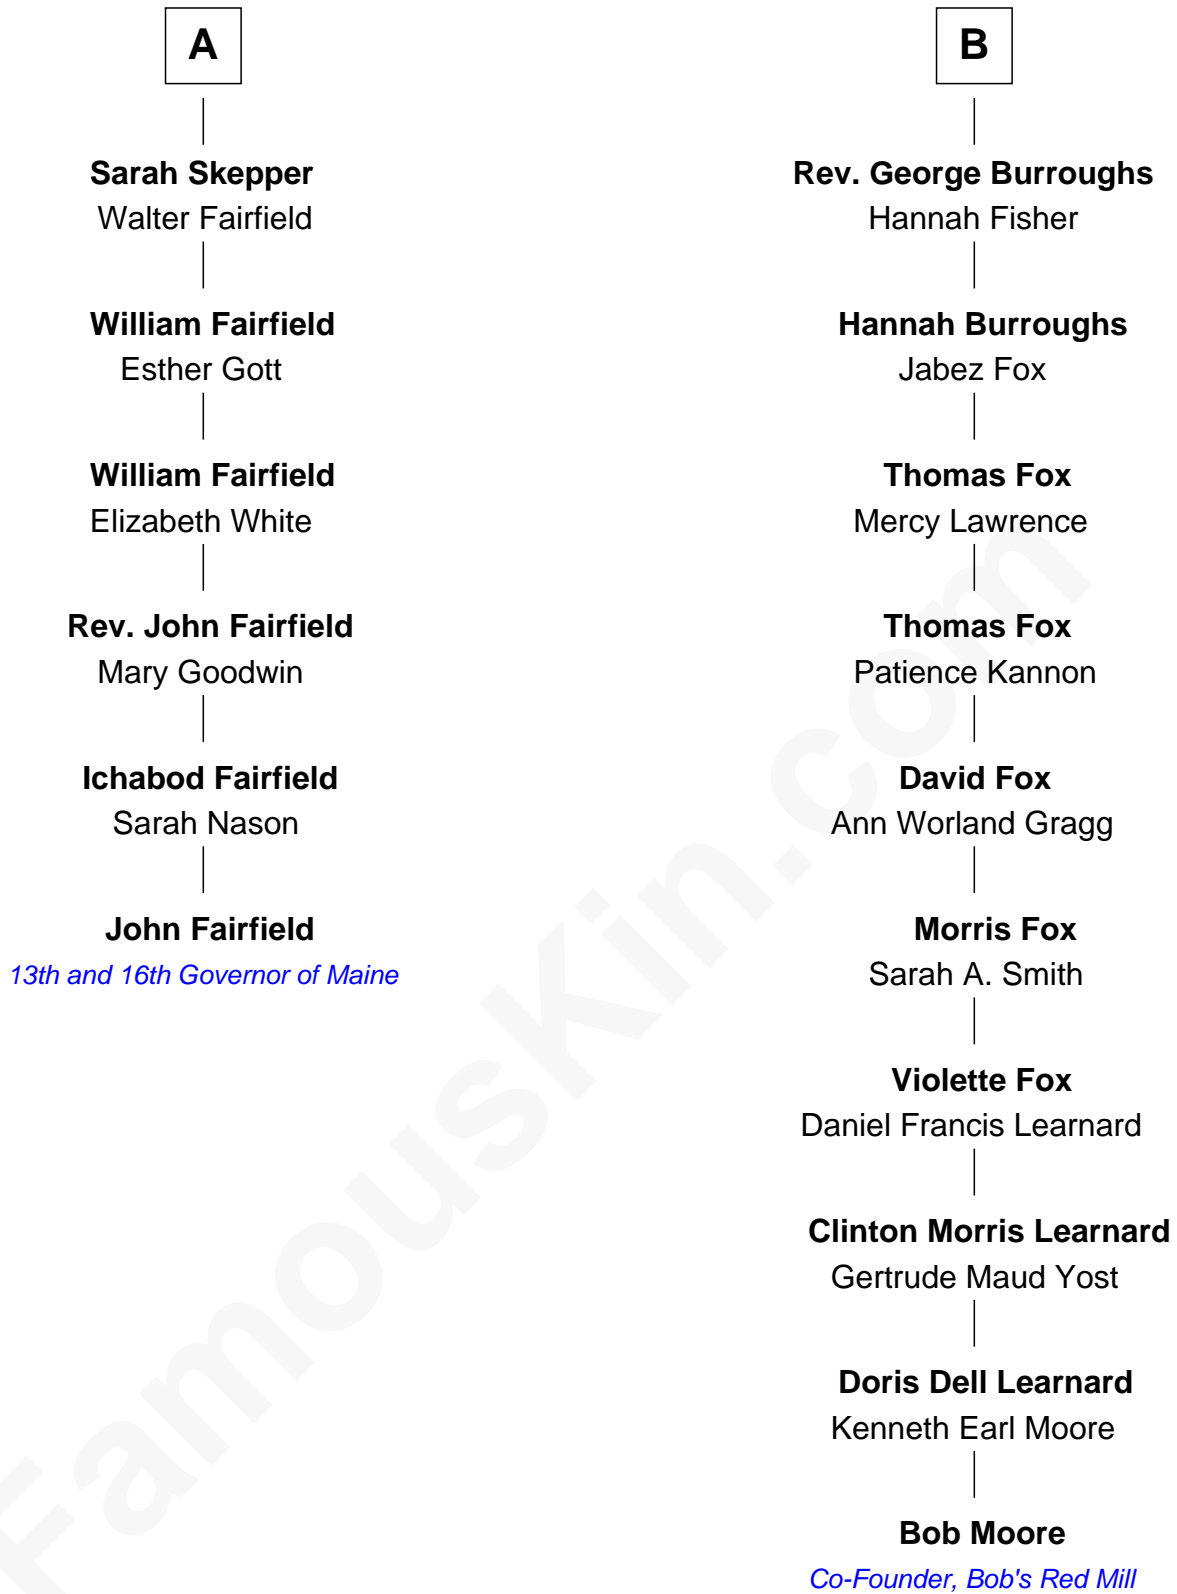 A
Sarah Skepper
Walter Fairfield
William Fairfield
Esther Gott
William Fairfield
Elizabeth White
Rev. John Fairfield
Mary Goodwin
Ichabod Fairfield
Sarah Nason
John Fairfield
13th and 16th Governor of Maine
B
Rev. George Burroughs
Hannah Fisher
Hannah Burroughs
Jabez Fox
Thomas Fox
Mercy Lawrence
Thomas Fox
Patience Kannon
David Fox
Ann Worland Gragg
Morris Fox
Sarah A. Smith
Violette Fox
Daniel Francis Learnard
Clinton Morris Learnard
Gertrude Maud Yost
Doris Dell Learnard
Kenneth Earl Moore
Bob Moore
Co-Founder, Bob's Red Mill
FamousKin.com